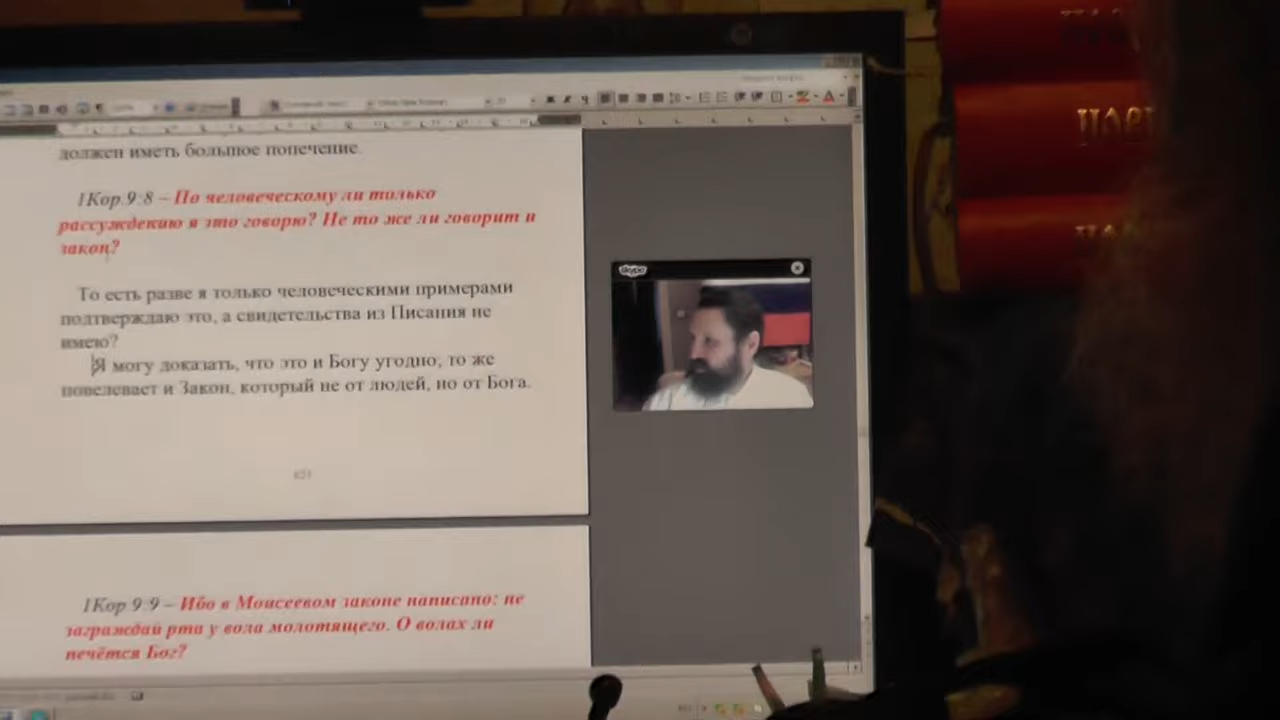 должен иметь большое попечение.
1Кор.9:8 – По человеческому ли только
рассуждению я это говорю? Не то же ли говорит и
закон?
То есть разве я только человеческими примерами
подтверждаю это, а свидетельства из Писания не
имею?
Я могу доказать, что это и Богу угодно; то же
повелевает и Закон, который не от людей, но от Бога.
1Кор 9:9 – Ибо в Моисеевом законе написано: не
заграждай рта у вола молотящего. О волах ли
печётся Бог?
skype